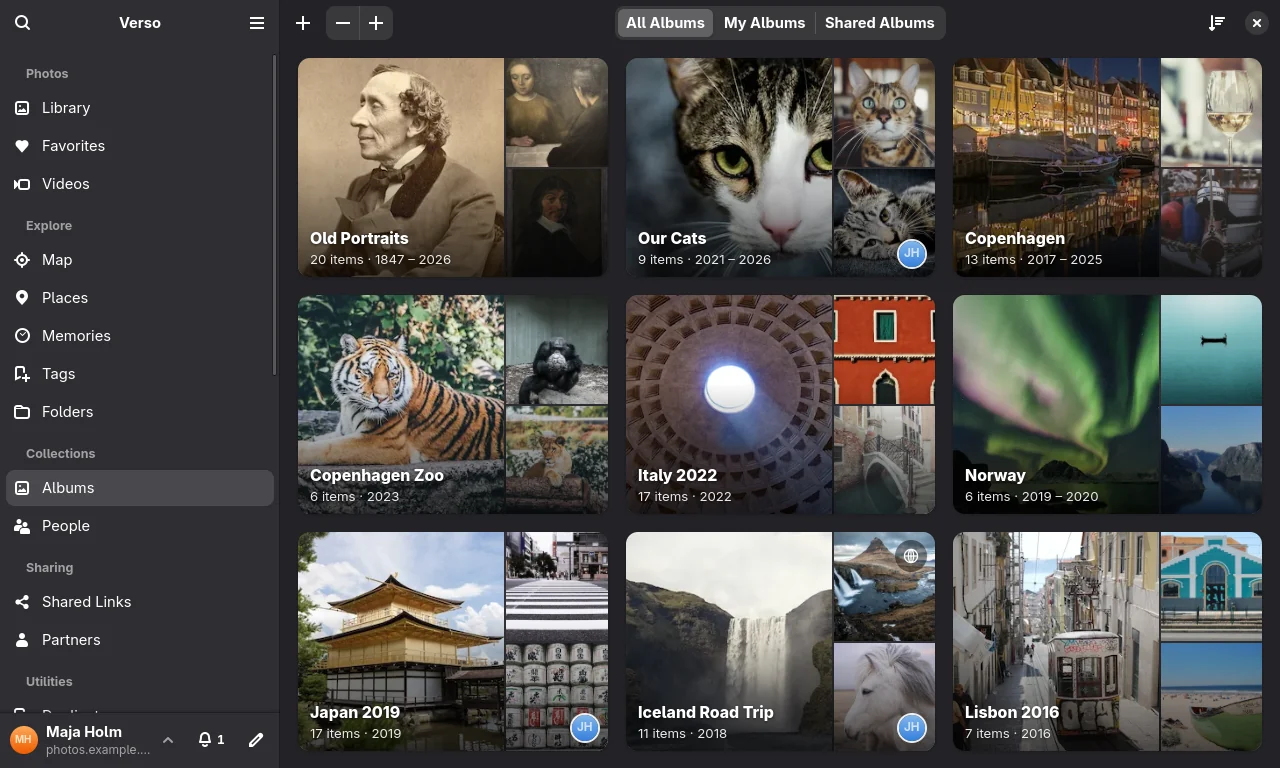 Verso
All Albums
My Albums
Shared Albums
Photos
Library
Favorites
Videos
Explore
Map
Places
Memories
Tags
Folders
Collections
Albums
People
Sharing
Shared Links
Partners
Utilities
MH
Maja Holm
photos.example....
1
Old Portraits
20 items · 1847 – 2026
Our Cats
9 items · 2021 – 2026
JH
Copenhagen
13 items · 2017 – 2025
Copenhagen Zoo
6 items · 2023
Italy 2022
17 items · 2022
Norway
6 items · 2019 – 2020
Japan 2019
17 items · 2019
JH
Iceland Road Trip
11 items · 2018
JH
Lisbon 2016
7 items · 2016